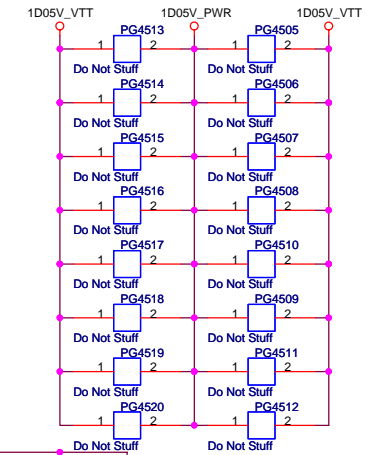 1D05V_VTT 1D05V_PWR 1D05V_VTT
PG4513 PG4505
1 2 1 2
Do Not Stuff Do Not Stuff
PG4514 PG4506
1 2 1 2
Do Not Stuff Do Not Stuff
PG4515 PG4507
1 2 1 2
Do Not Stuff Do Not Stuff
PG4516 PG4508
1 2 1 2
Do Not Stuff Do Not Stuff
PG4517 PG4510
1 2 1 2
Do Not Stuff Do Not Stuff
PG4518 PG4509
1 2 1 2
Do Not Stuff Do Not Stuff
PG4519 PG4511
1 2 1 2
Do Not Stuff Do Not Stuff
PG4520 PG4512
1 2 1 2
Do Not Stuff Do Not Stuff